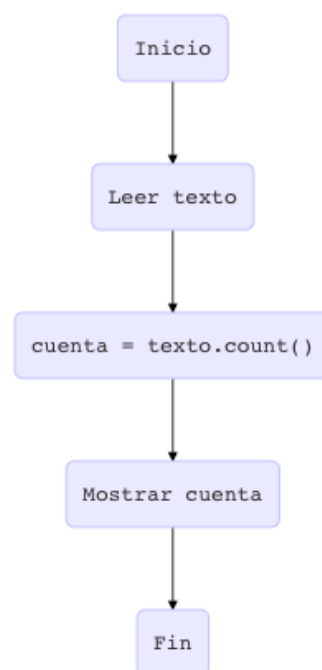 Inicio
Leer texto
cuenta = texto.count()
Mostrar cuenta
Fin